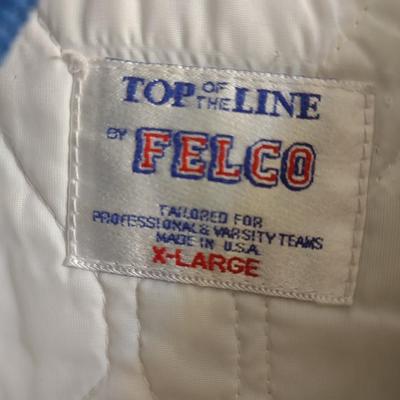 TOP OF THE LINE
BY FELCO
TAILORED FOR
PROFESSIONAL & VARSITY TEAMS
MADE IN U.S.A.
X-LARGE